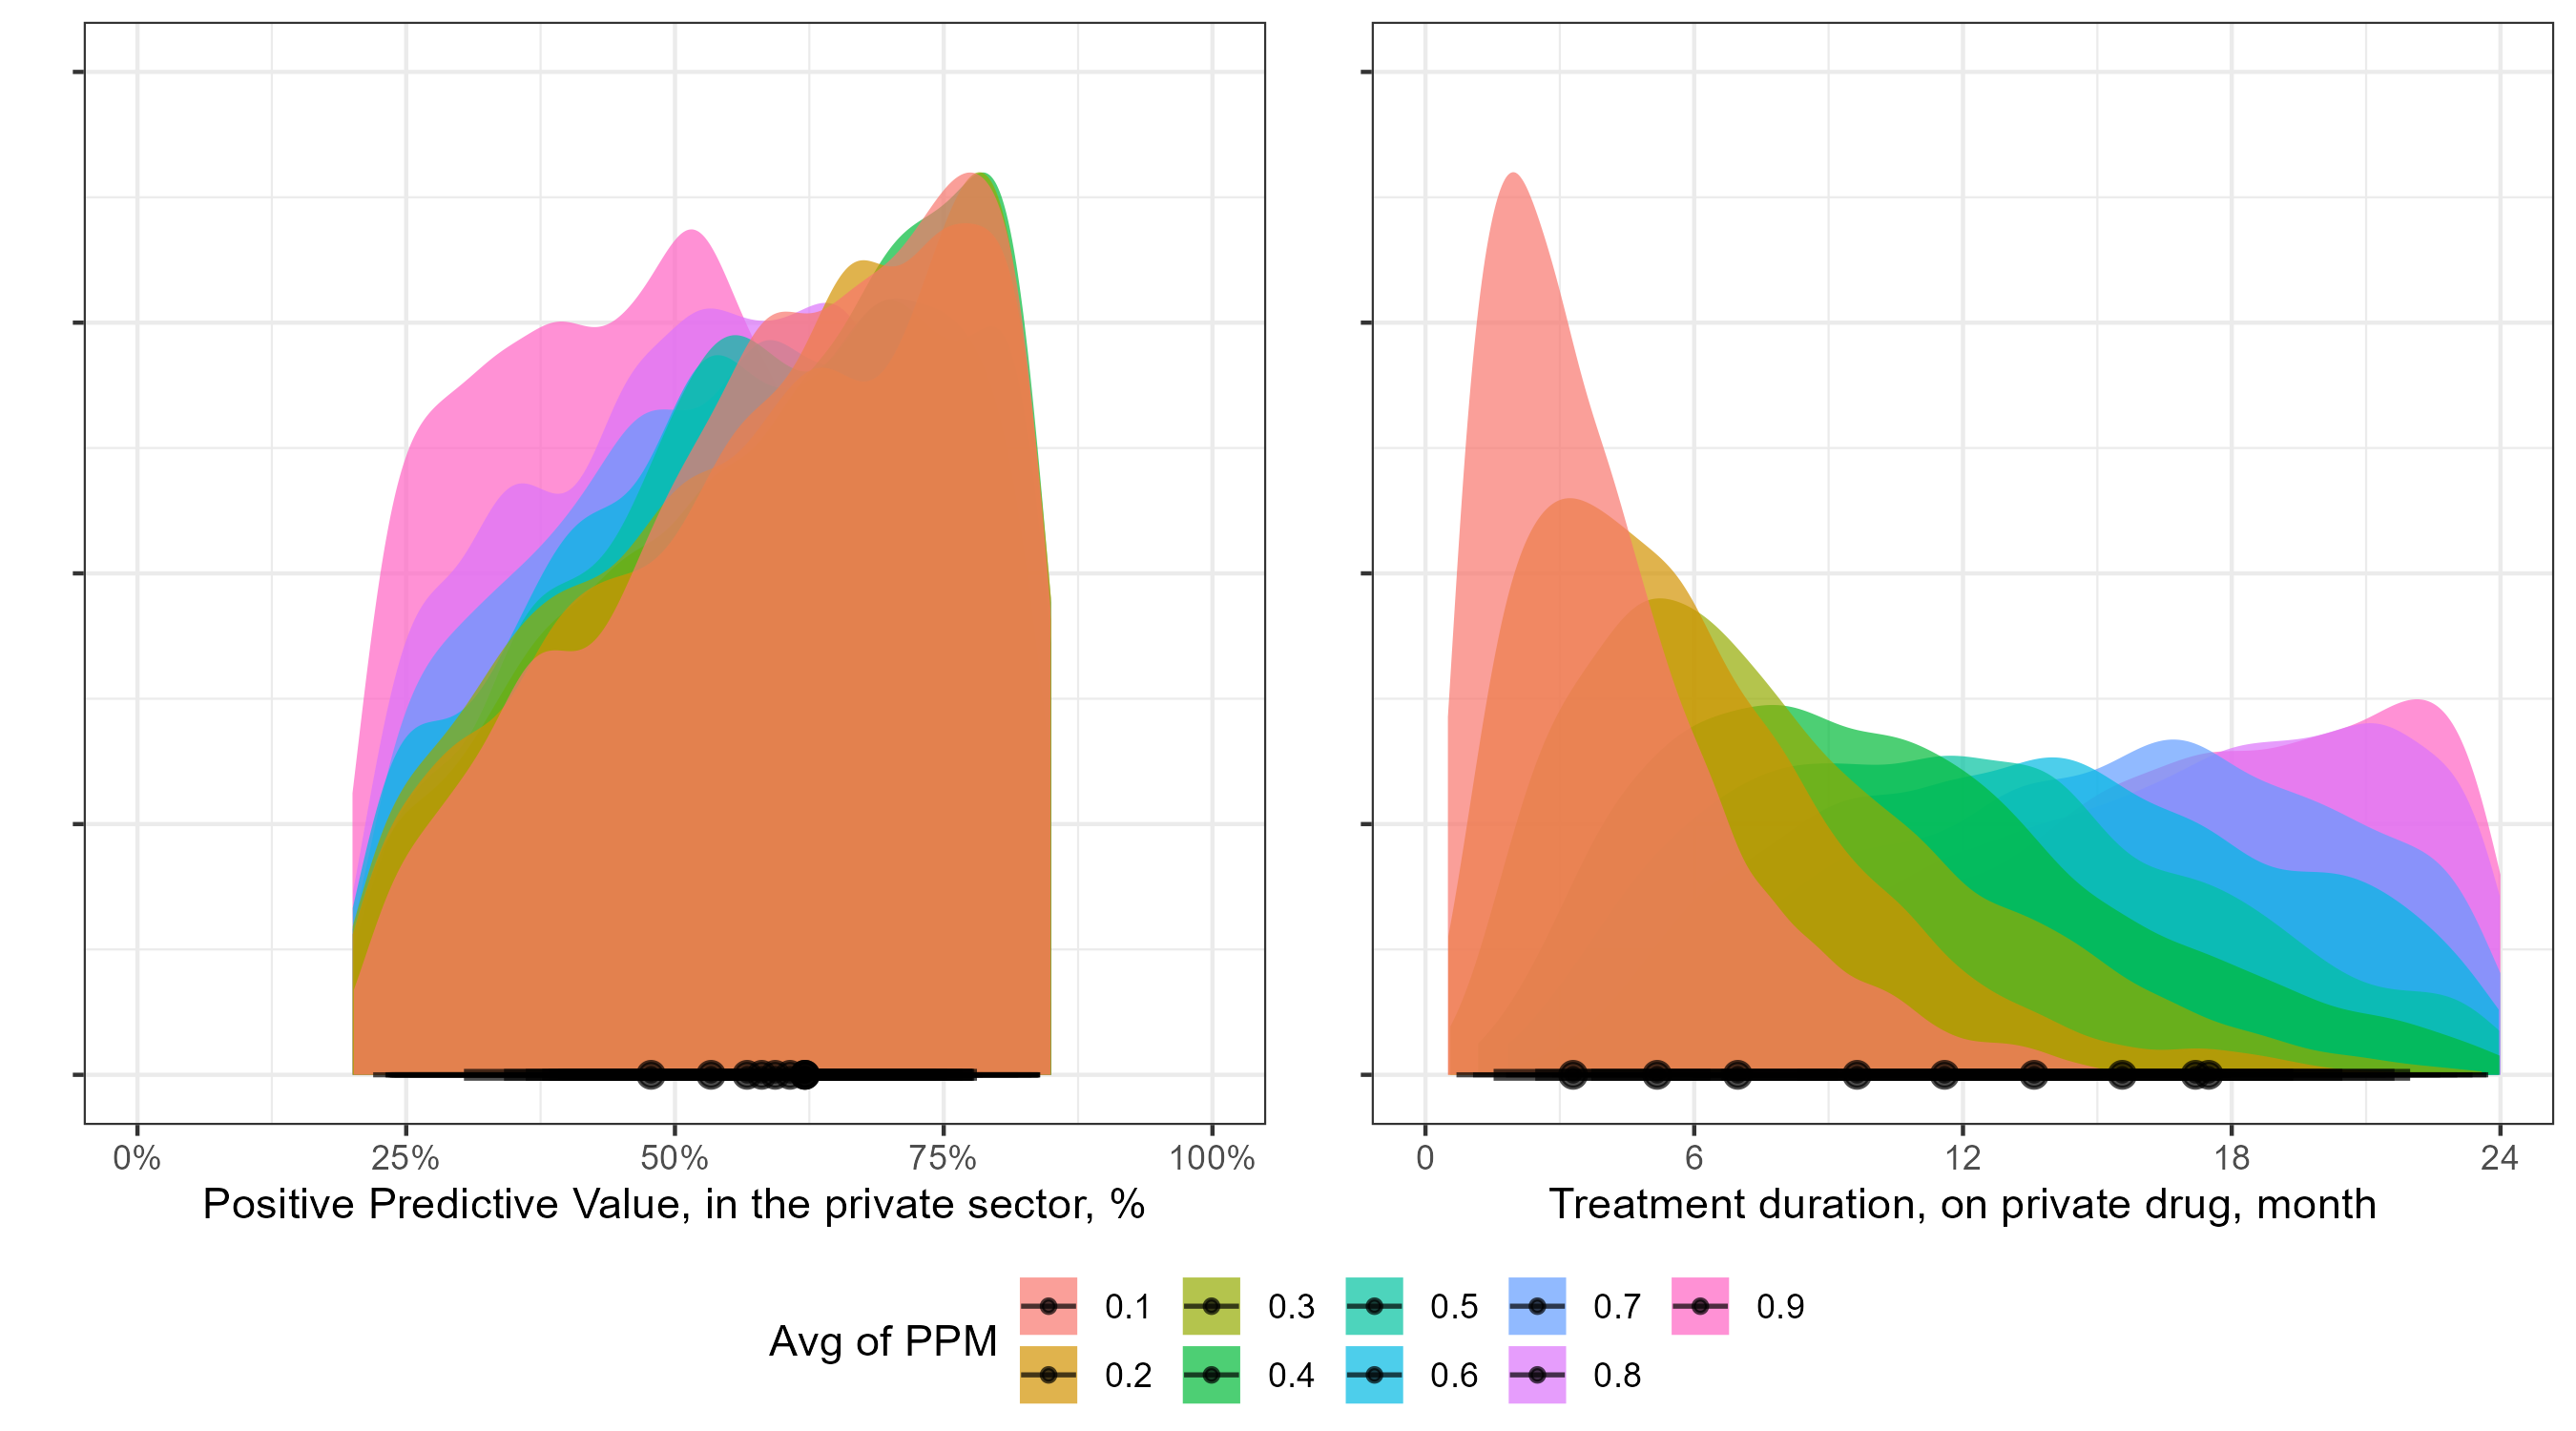 0% 25% 50% 75% 100%
Positive Predictive Value, in the private sector, %
0 6 12 18 24
Treatment duration, on private drug, month
Avg of PPM
0.1 0.3 0.5 0.7 0.9
0.2 0.4 0.6 0.8